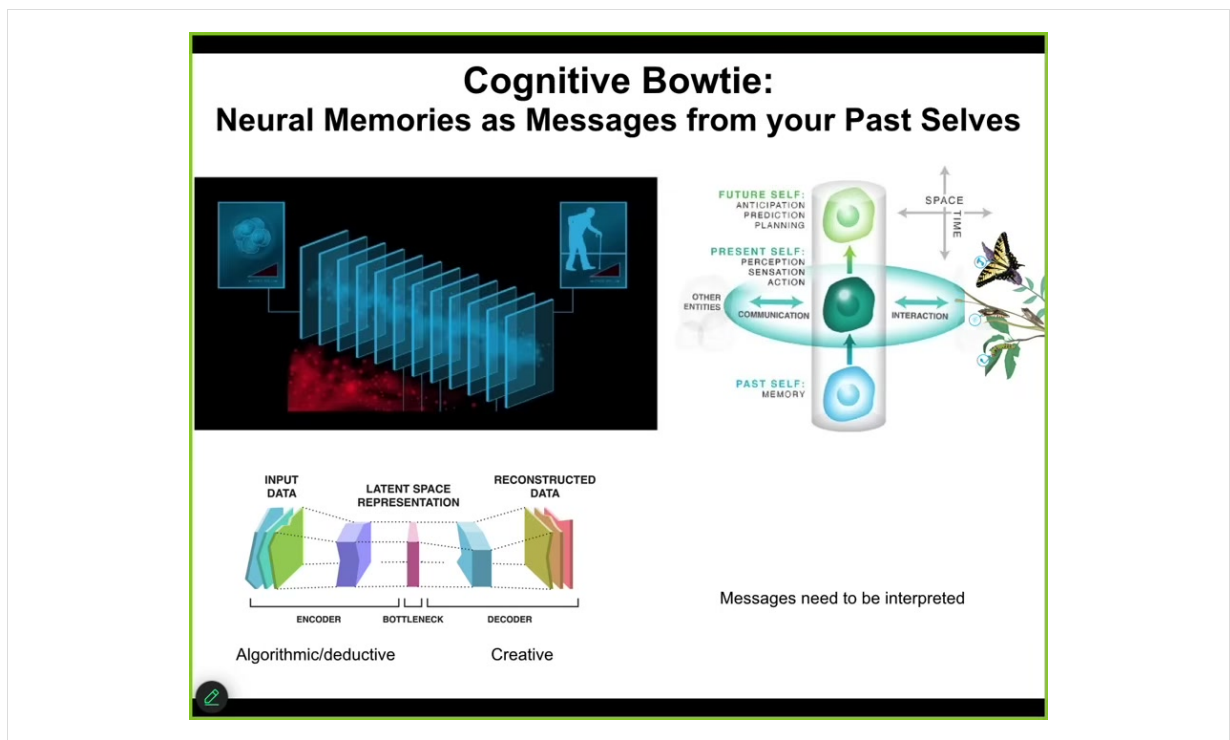 Cognitive Bowtie:
Neural Memories as Messages from your Past Selves
FUTURE SELF:
ANTICIPATION
PREDICTION
PLANNING
PRESENT SELF:
PERCEPTION
SENSATION
ACTION
SPACE
TIME
OTHER
ENTITIES
COMMUNICATION
INTERACTION
PAST SELF:
MEMORY
INPUT
DATA
LATENT SPACE
REPRESENTATION
RECONSTRUCTED
DATA
ENCODER
BOTTLENECK
DECODER
Algorithmic/deductive
Creative
Messages need to be interpreted